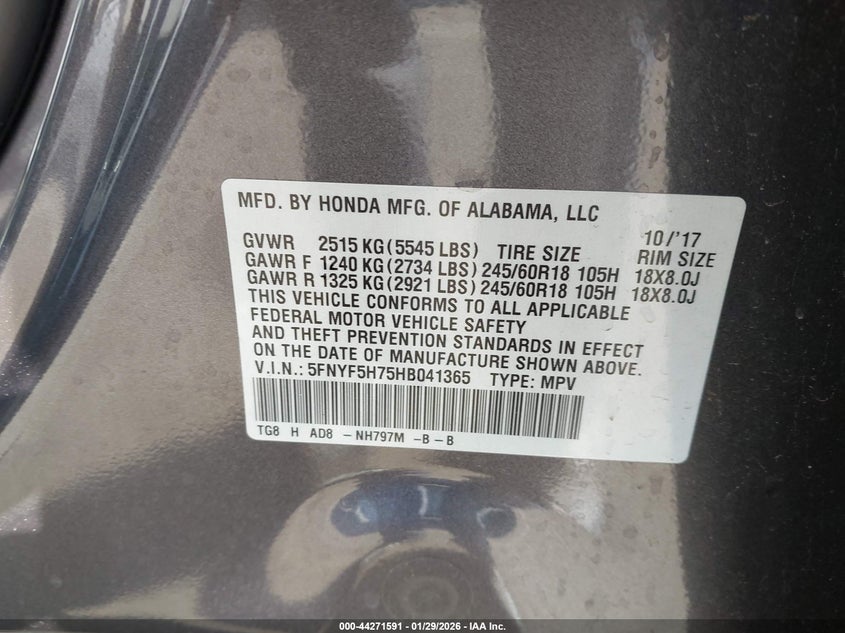 MFD. BY HONDA MFG. OF ALABAMA, LLC
10/'17
GVWR 2515 KG(5545 LBS) TIRE SIZE RIM SIZE
GAWR F 1240 KG(2734 LBS) 245/60R18 105H 18X8.0J
GAWR R 1325 KG(2921 LBS) 245/60R18 105H 18X8.0J
THIS VEHICLE CONFORMS TO ALL APPLICABLE
FEDERAL MOTOR VEHICLE SAFETY
AND THEFT PREVENTION STANDARDS IN EFFECT
ON THE DATE OF MANUFACTURE SHOWN ABOVE.
V.I.N.: 5FNYF5H75HB041365 TYPE: MPV
TG8 H AD8 -NH797M -B-B
000-44271591 - 01/29/2026 - IAA Inc.